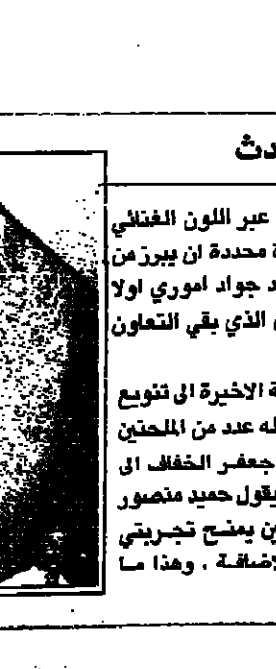 دث
عبر اللون الغنائي
ة محددة ان يبرز من
د جواد اموري اولا
الذي بقي التعاون
ة الاخيرة الى تنويع
له عدد من الملحنين
جعفر الخفاف الى
يقول حميد منصور
ن يمنح تجربتي
لاضافة ، وهذا ما